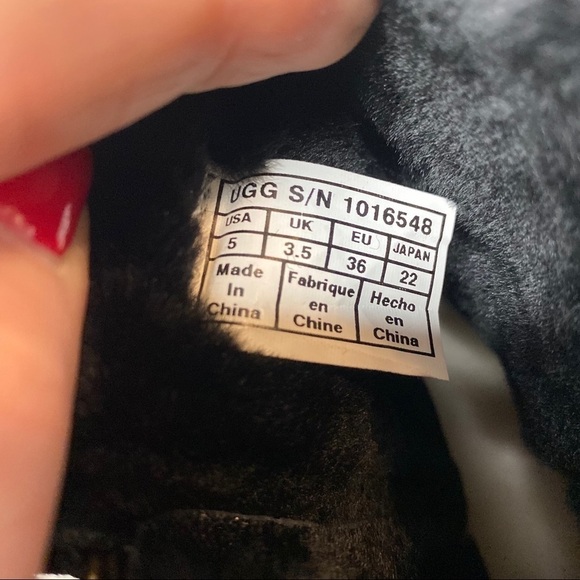 UGG S/N 1016548
USA UK EU JAPAN
5 3.5 36 22
Made Fabrique Hecho
In en en
China Chine China